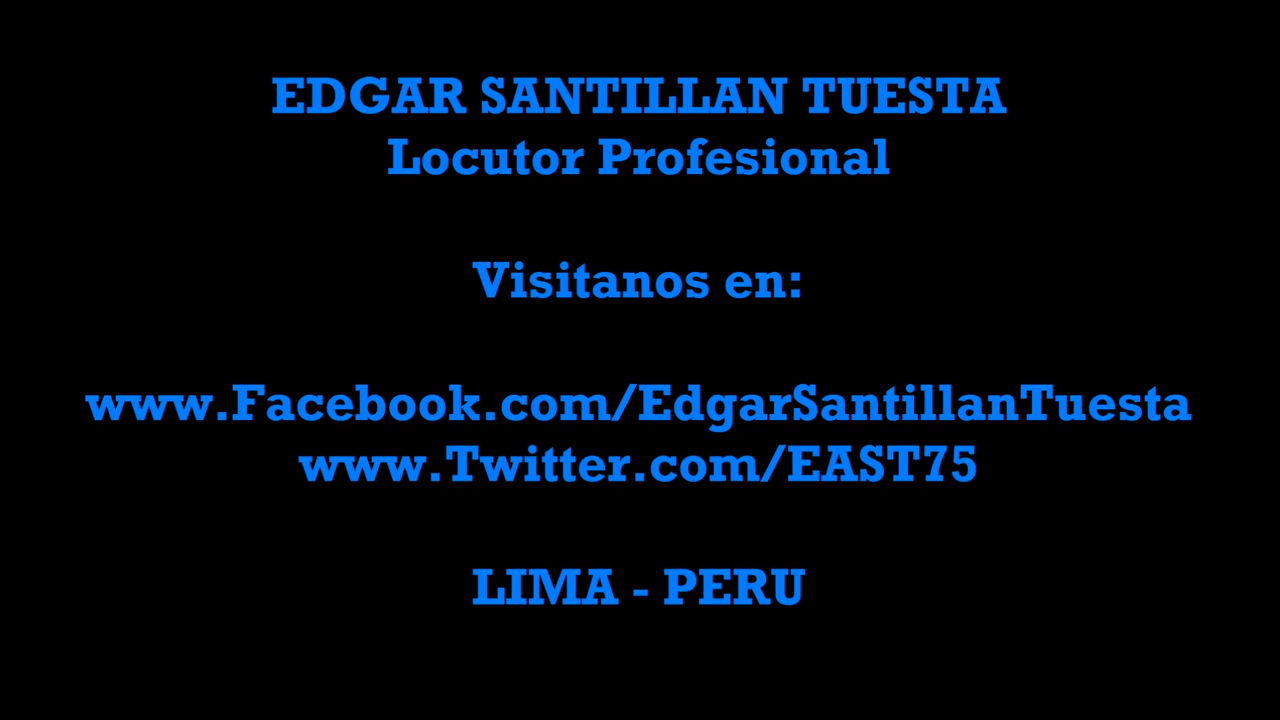 EDGAR SANTILLAN TUESTA
Locutor Profesional
Visitanos en:
www.Facebook.com/EdgarSantillanTuesta
www.Twitter.com/EAST75
LIMA - PERU